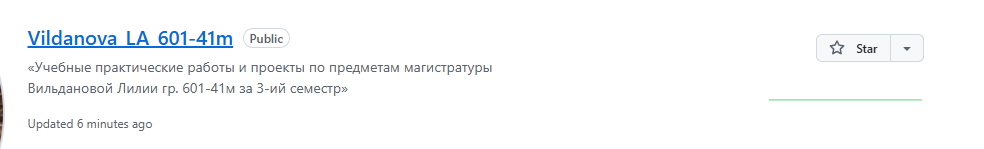 Vildanova_LA_601-41m Public
Star
«Учебные практические работы и проекты по предметам магистратуры
Вильдановой Лилии гр. 601-41м за 3-ий семестр»
Updated 6 minutes ago